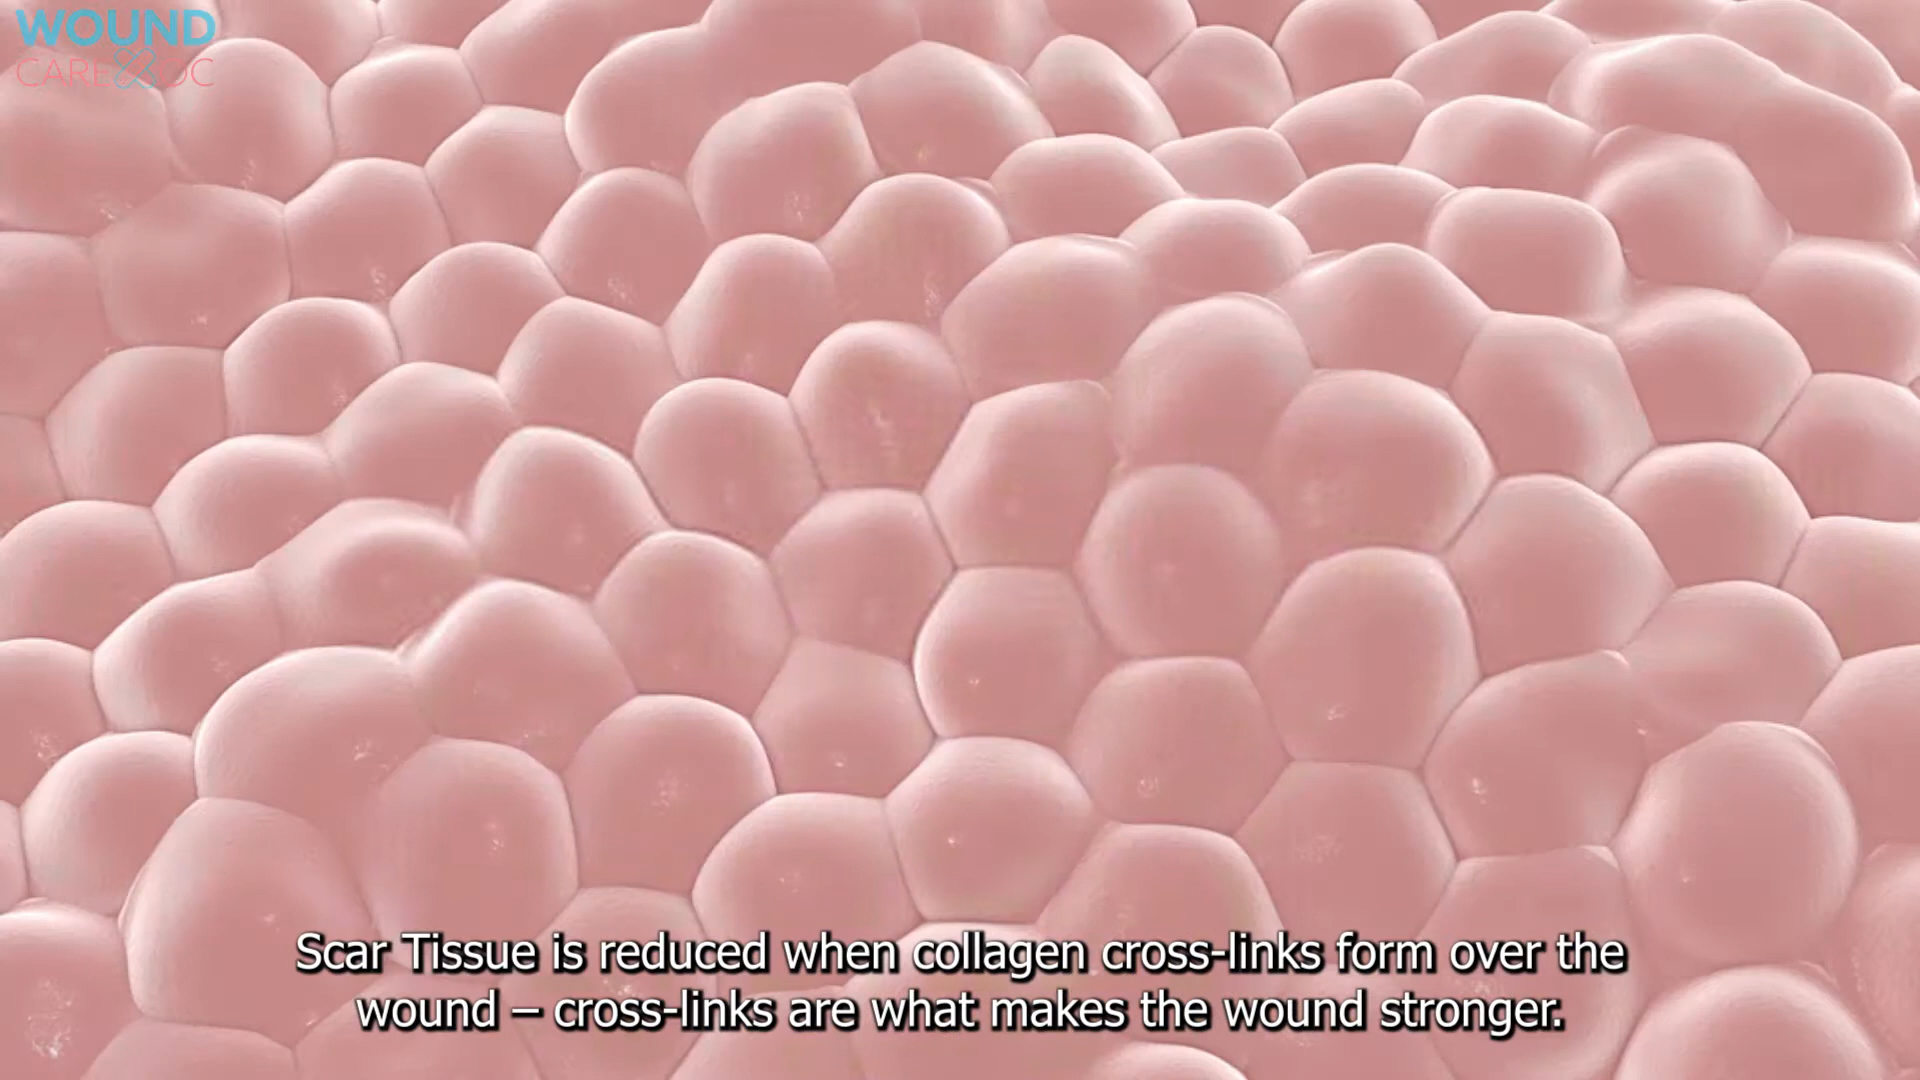 WOUND
CARE OC
Scar Tissue is reduced when collagen cross-links form over the
wound – cross-links are what makes the wound stronger.